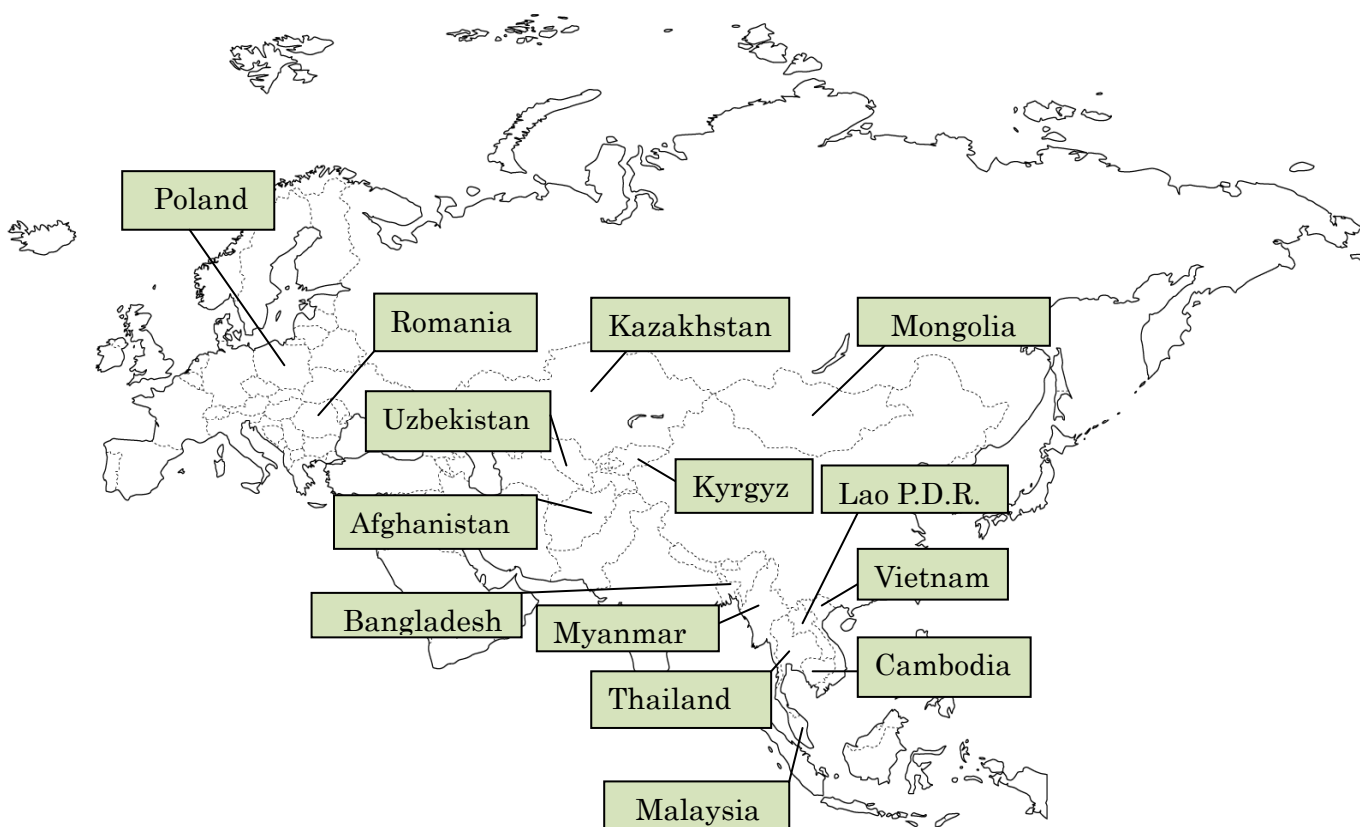 Poland
Romania
Kazakhstan
Mongolia
Uzbekistan
Kyrgyz
Lao P.D.R.
Afghanistan
Vietnam
Bangladesh
Myanmar
Cambodia
Thailand
Malaysia